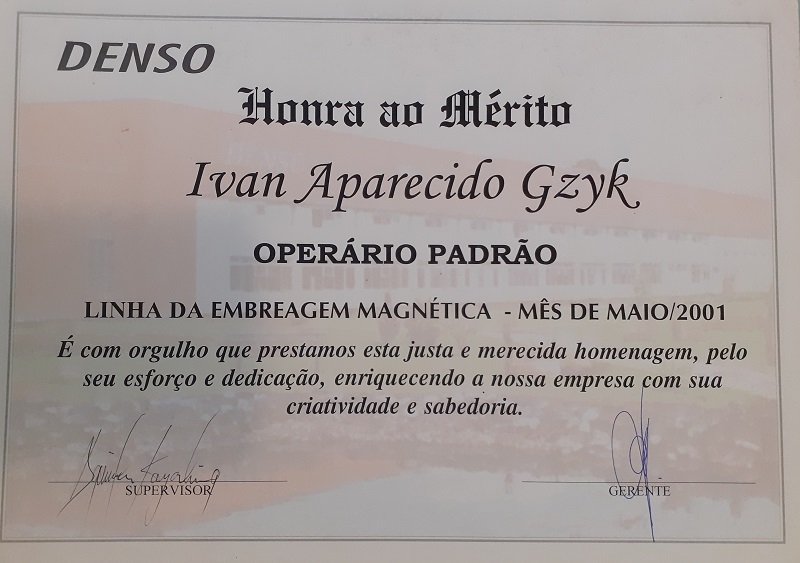 DENSO
Honra ao Mérito
Ivan Aparecido Gzyk
OPERÁRIO PADRÃO
LINHA DA EMBREAGEM MAGNÉTICA - MÊS DE MAIO/2001
É com orgulho que prestamos esta justa e merecida homenagem, pelo
seu esforço e dedicação, enriquecendo a nossa empresa com sua
criatividade e sabedoria.
SUPERVISOR
GERENTE